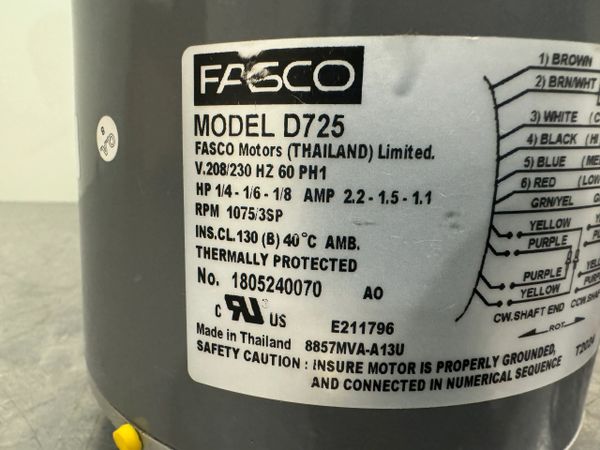 FASCO
MODEL D725
FASCO Motors (THAILAND) Limited.
V.208/230 HZ 60 PH1
HP 1/4 - 1/6 - 1/8 AMP 2.2 - 1.5 - 1.1
RPM 1075/3SP
INS.CL.130 (B) 40°C AMB.
THERMALLY PROTECTED
No. 1805240070 AO
C US E211796
Made in Thailand 8857MVA-A13U
SAFETY CAUTION : INSURE MOTOR IS PROPERLY GROUNDED,
AND CONNECTED IN NUMERICAL SEQUENCE
1) BROWN
2) BRN/WHT
3) WHITE
4) BLACK
5) BLUE
6) RED
GRN/YEL
YELLOW
PURPLE
PURPLE
YELLOW
CW.SHAFT END CCW.SHAFT
ROT.